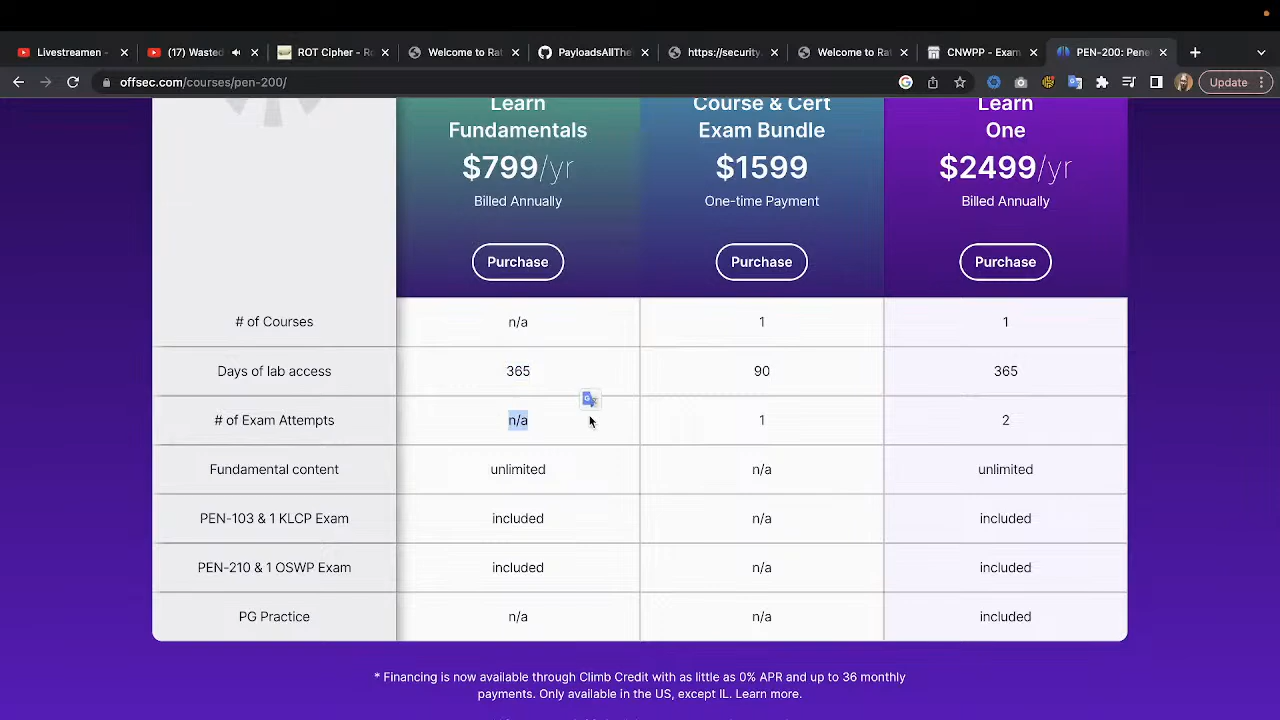 Livestreamen -
(17) Wasted
ROT Cipher - Ro
Welcome to Rat
PayloadsAllThe
https://security.
Welcome to Rat
CNWPP - Exam
PEN-200: Pene
offsec.com/courses/pen-200/
Update
Learn
Fundamentals
$799/yr
Billed Annually
Purchase
Course & Cert
Exam Bundle
$1599
One-time Payment
Purchase
Learn
One
$2499/yr
Billed Annually
Purchase
# of Courses n/a 1 1
Days of lab access 365 90 365
# of Exam Attempts n/a 1 2
Fundamental content unlimited n/a unlimited
PEN-103 & 1 KLCP Exam included n/a included
PEN-210 & 1 OSWP Exam included n/a included
PG Practice n/a n/a included
* Financing is now available through Climb Credit with as little as 0% APR and up to 36 monthly
payments. Only available in the US, except IL. Learn more.